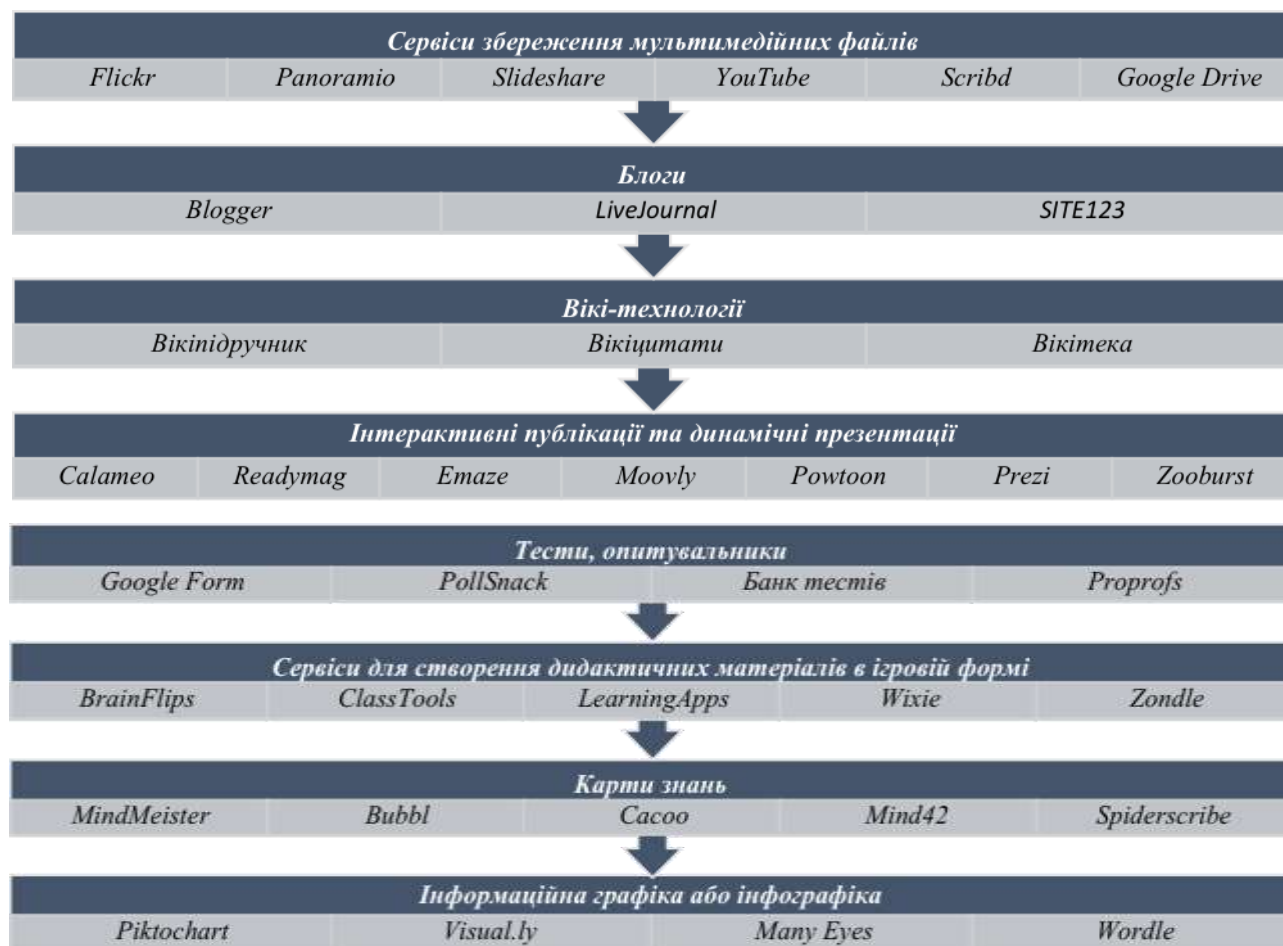 Сервіси збереження мультимедійних файлів
Flickr Panoramio Slideshare YouTube Scribd Google Drive
Блоги
Blogger LiveJournal SITE123
Вікі-технології
Вікіпідручник Вікіцитати Вікітека
Інтерактивні публікації та динамічні презентації
Calameo Readymag Emaze Moovly Powtoon Prezi Zooburst
Тести, опитувальники
Google Form PollSnack Банк тестів Proprofs
Сервіси для створення дидактичних матеріалів в ігровій формі
BrainFlips ClassTools LearningApps Wixie Zondle
Карти знань
MindMeister Bubbl Cacoo Mind42 Spiderscribe
Інформаційна графіка або інфографіка
Piktochart Visual.ly Many Eyes Wordle